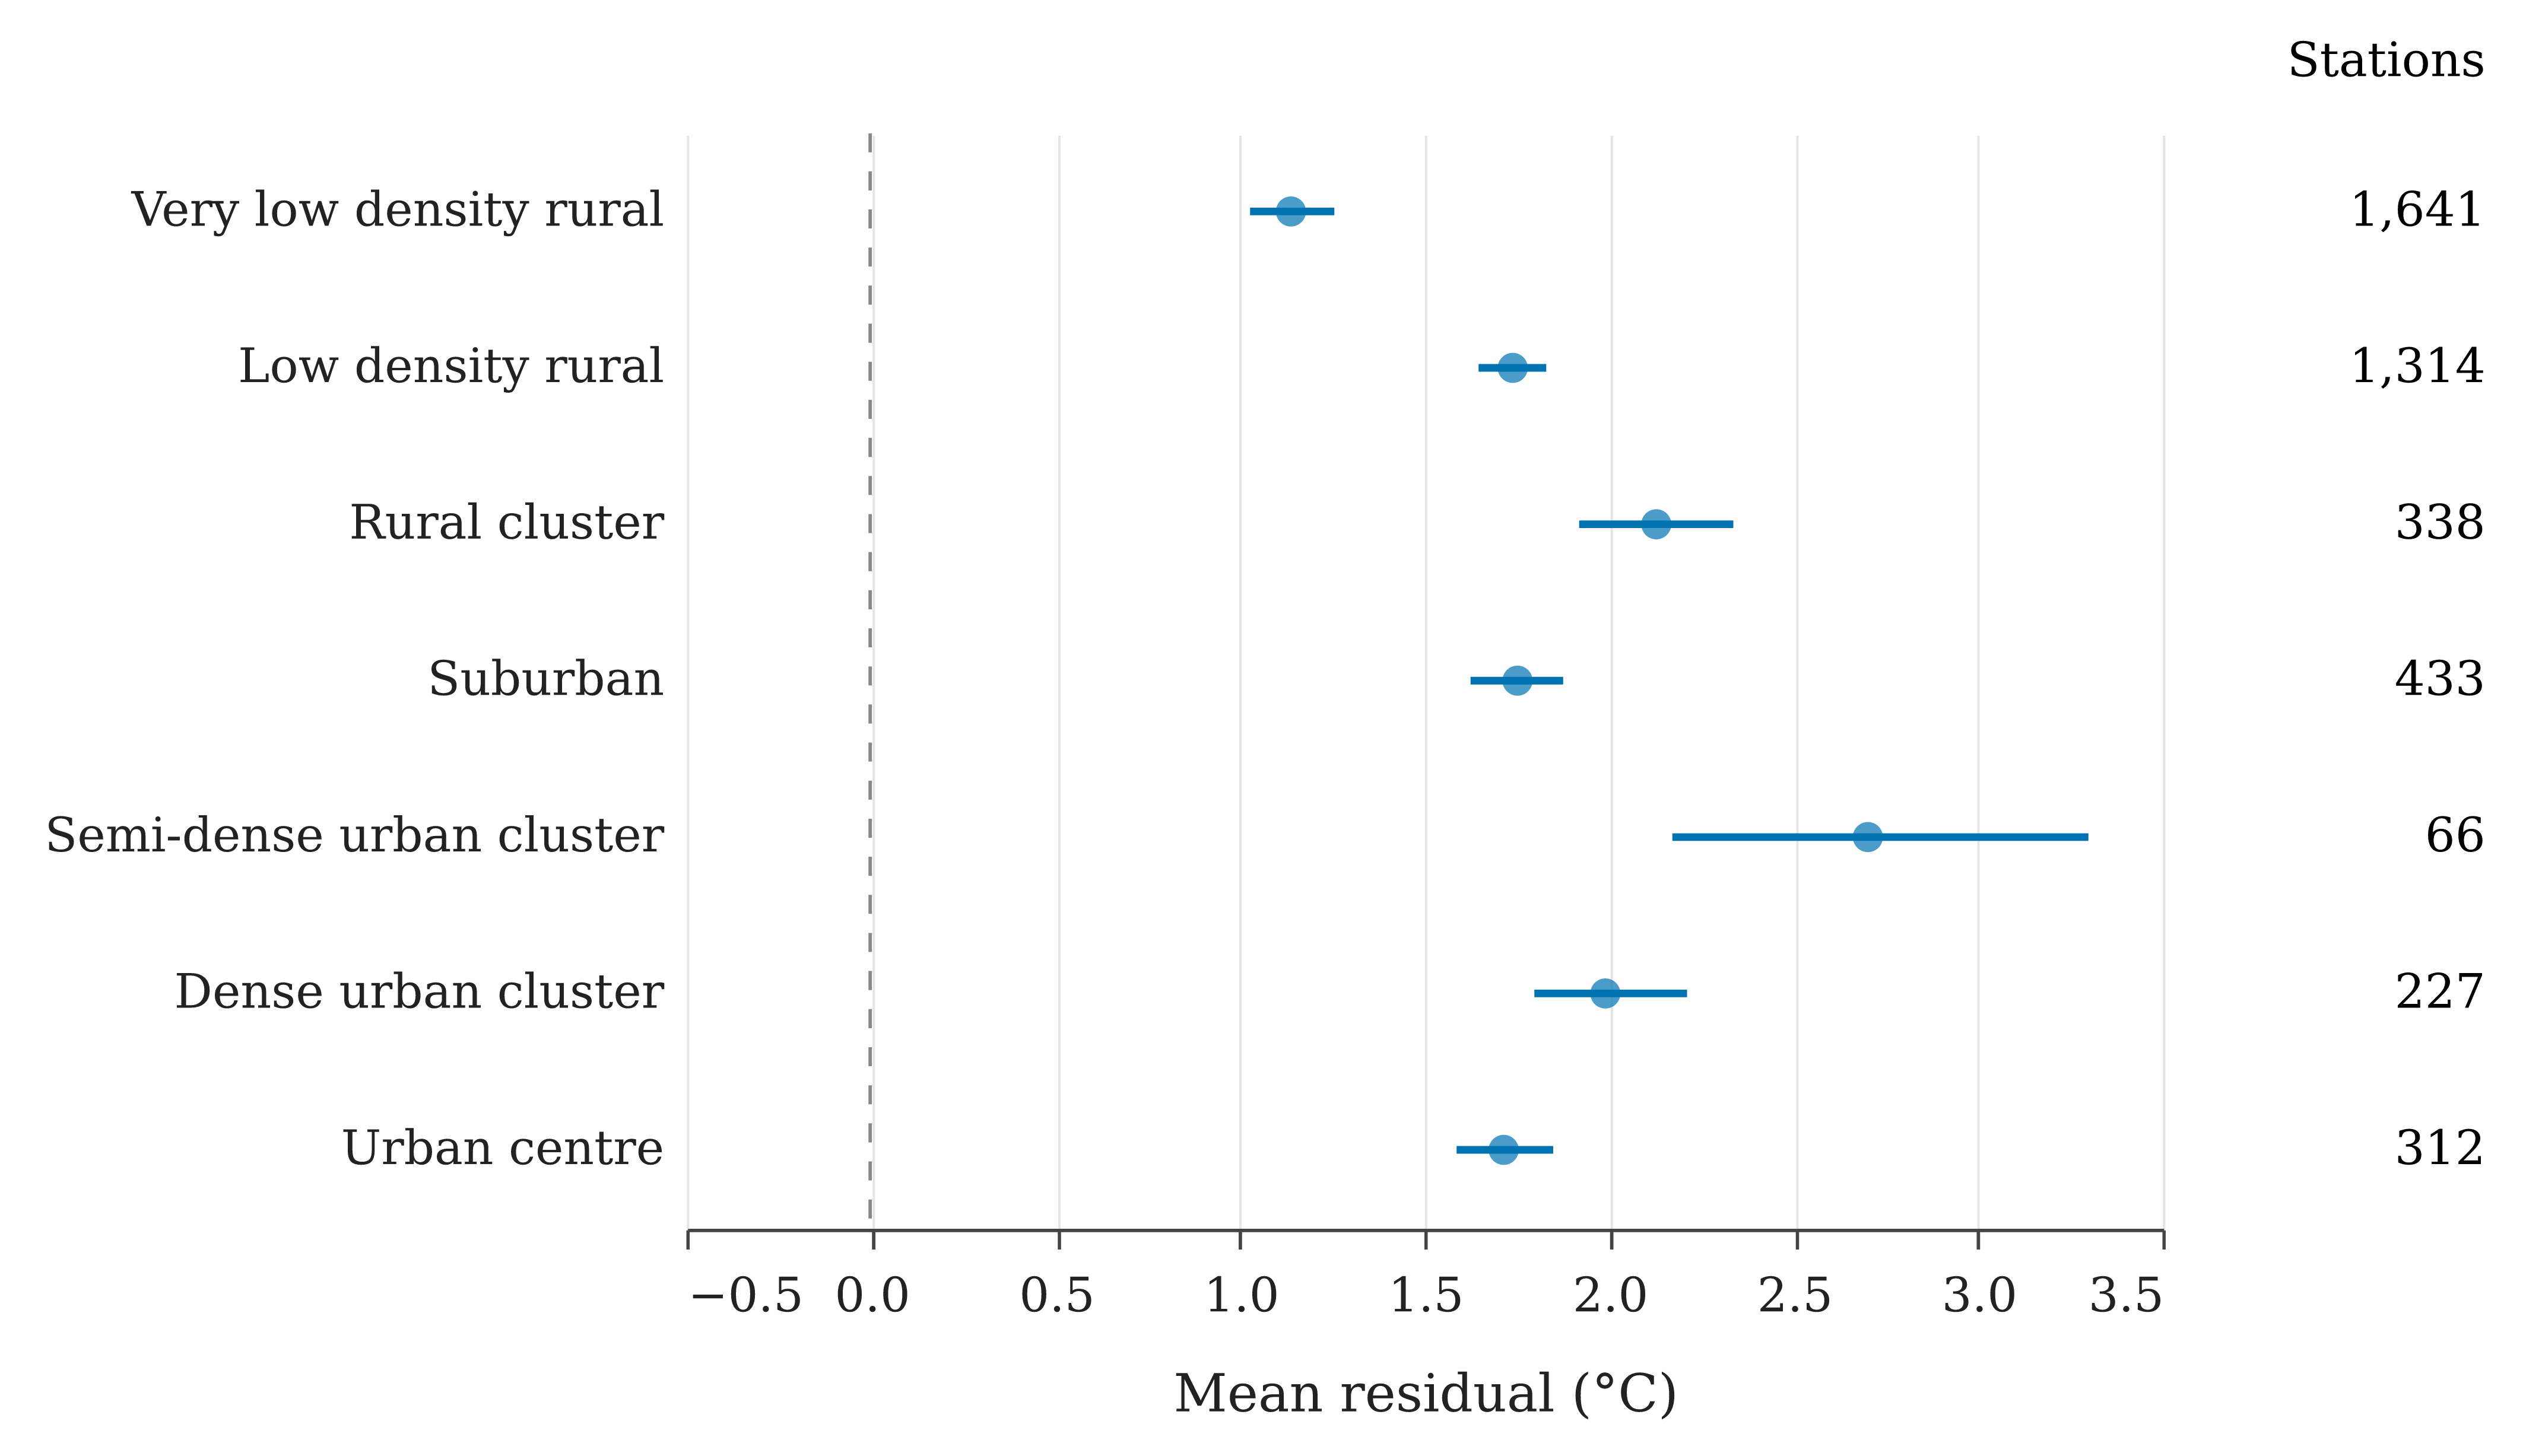 Stations
Very low density rural 1,641
Low density rural 1,314
Rural cluster 338
Suburban 433
Semi-dense urban cluster 66
Dense urban cluster 227
Urban centre 312
−0.5 0.0 0.5 1.0 1.5 2.0 2.5 3.0 3.5
Mean residual (°C)